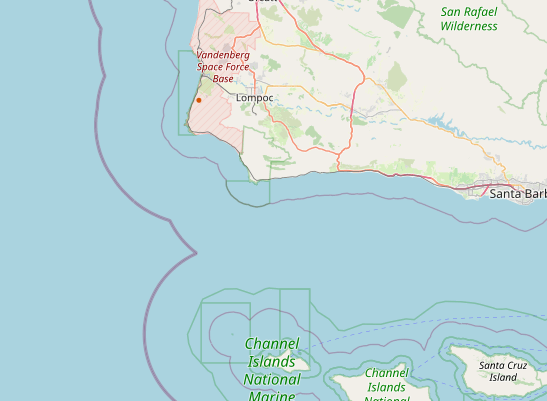 San Rafael
Wilderness
Vandenberg
Space Force
Base
Lompoc
Santa Barb
Channel
Islands
National
Marine
Santa Cruz
Island
Channel
Islands
National